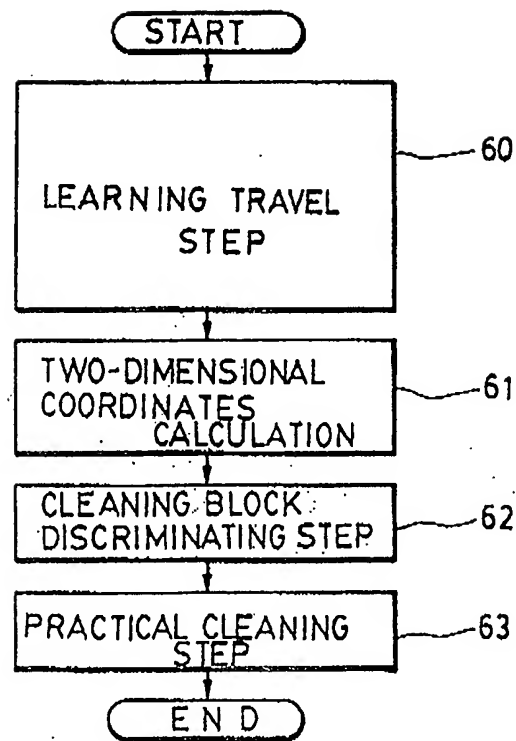 START
60
LEARNING TRAVEL
STEP
TWO-DIMENSIONAL
COORDINATES
CALCULATION
61
CLEANING BLOCK
DISCRIMINATING STEP
62
PRACTICAL CLEANING
STEP
63
END